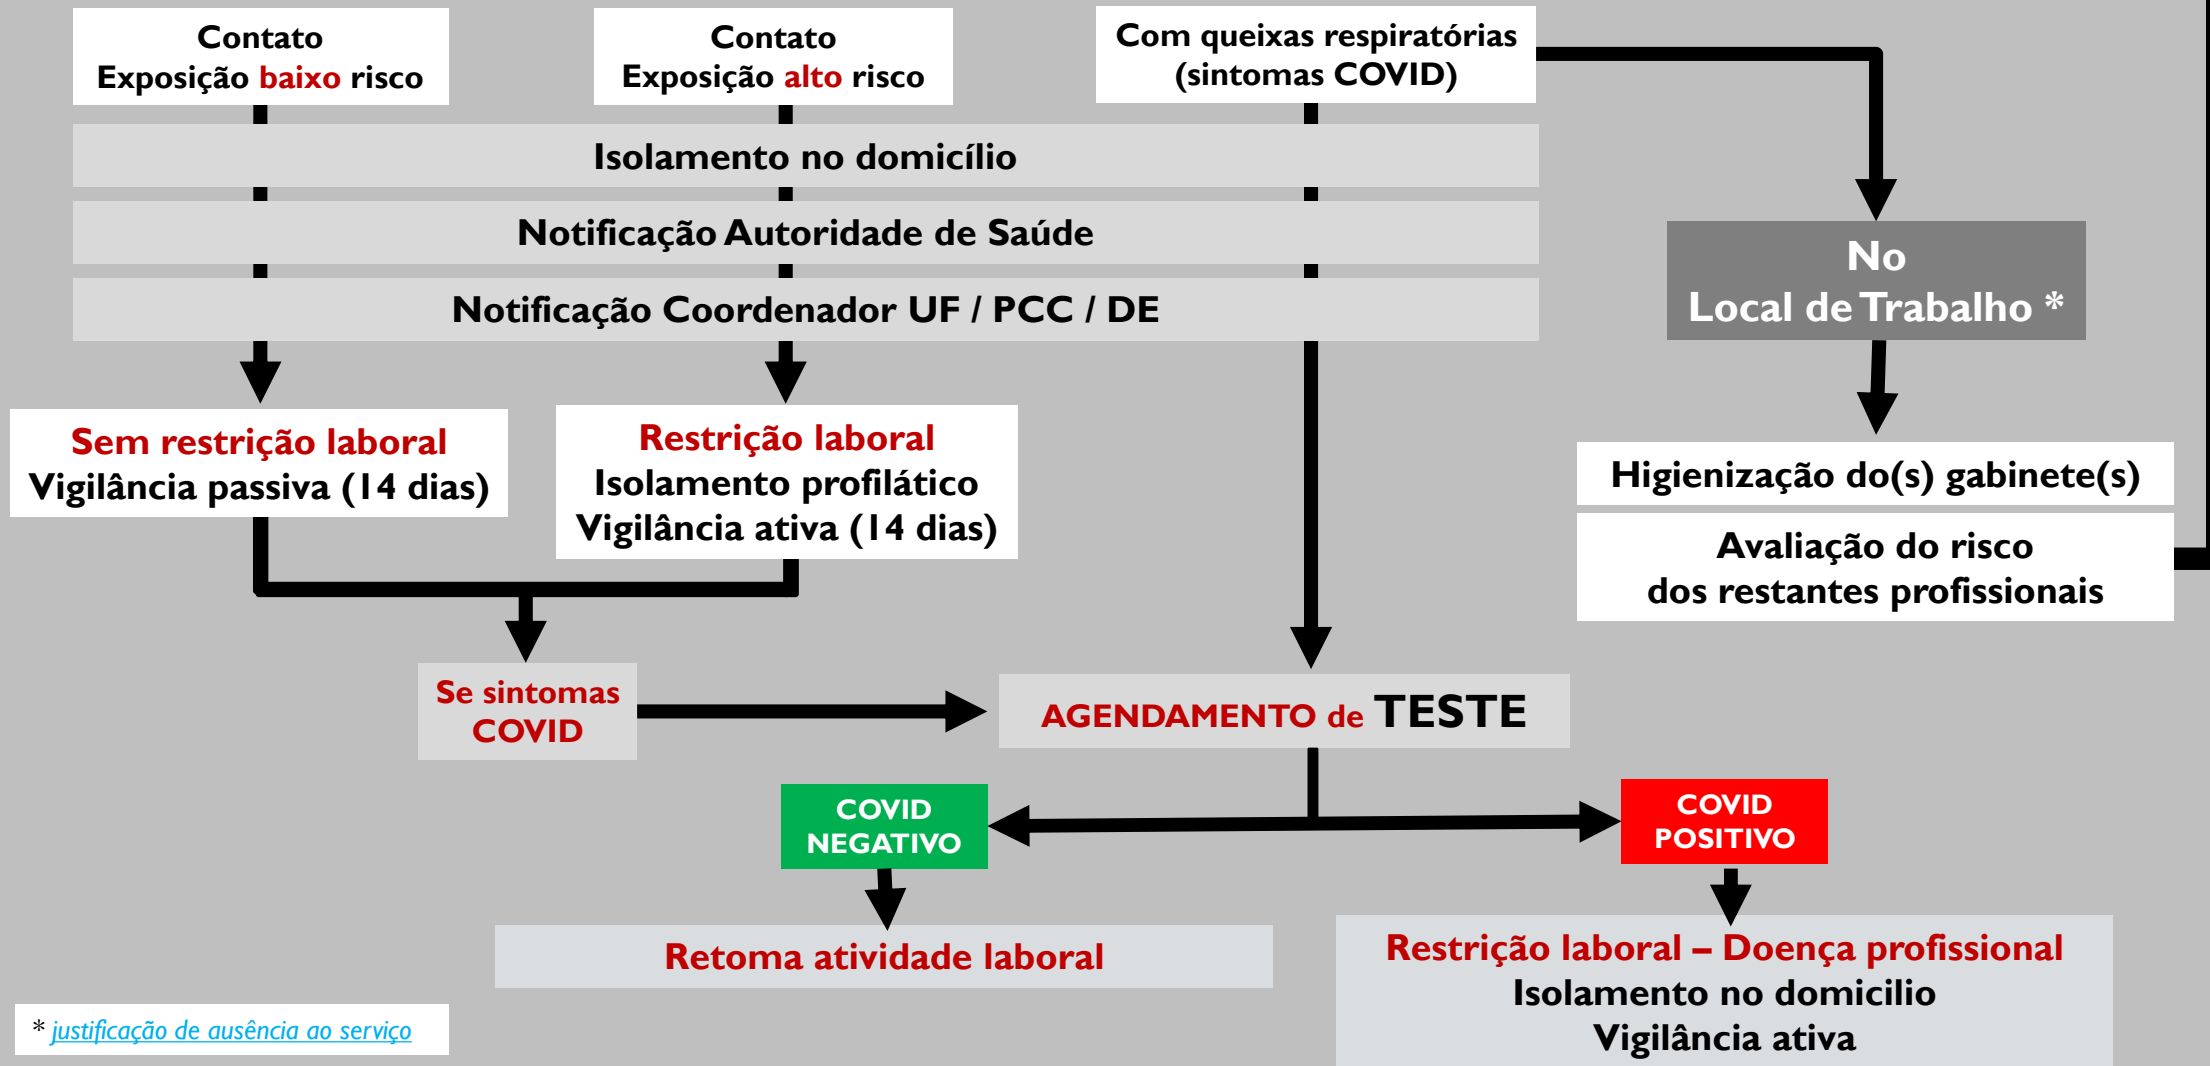 Contato
Exposição baixo risco
Contato
Exposição alto risco
Com queixas respiratórias
(sintomas COVID)
Isolamento no domicílio
Notificação Autoridade de Saúde
Notificação Coordenador UF / PCC / DE
No
Local de Trabalho *
Sem restrição laboral
Vigilância passiva (14 dias)
Restrição laboral
Isolamento profilático
Vigilância ativa (14 dias)
Higienização do(s) gabinete(s)
Avaliação do risco
dos restantes profissionais
Se sintomas
COVID
AGENDAMENTO de TESTE
COVID
NEGATIVO
COVID
POSITIVO
Retoma atividade laboral
Restrição laboral – Doença profissional
Isolamento no domicilio
Vigilância ativa
* justificação de ausência ao serviço